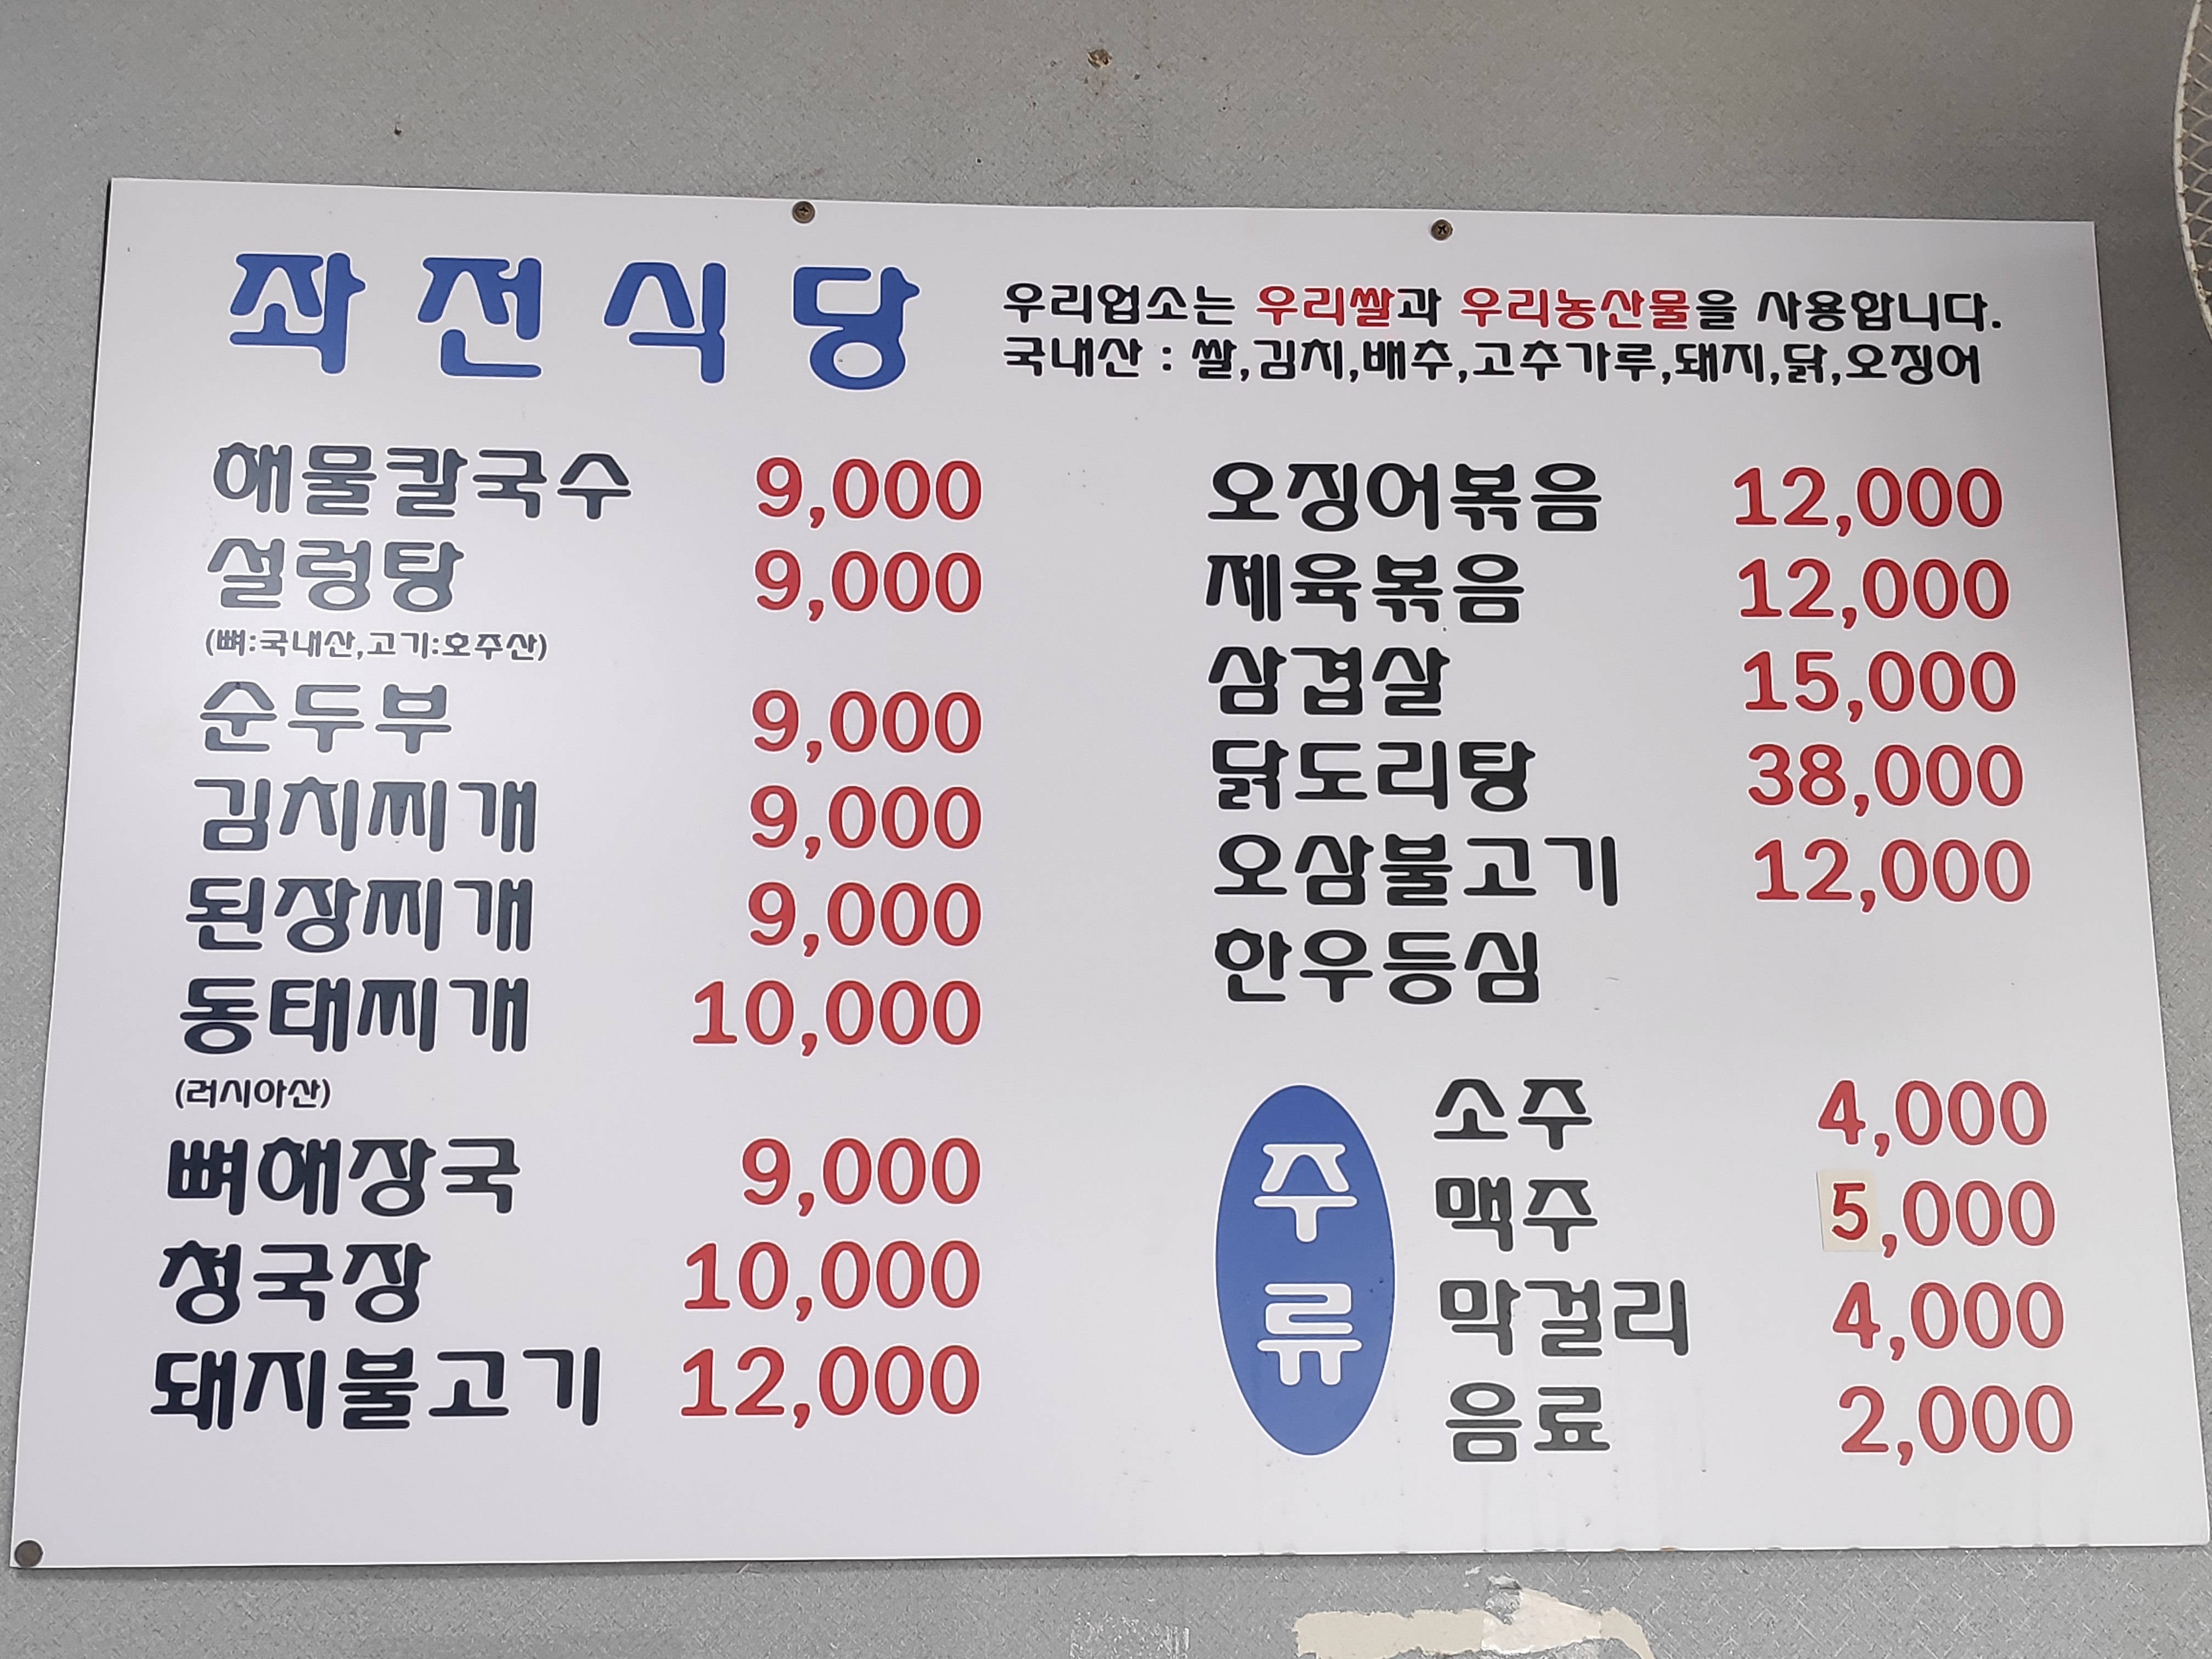 좌전식당
우리업소는 우리쌀과 우리농산물을 사용합니다.
국내산 : 쌀,김치,배추,고추가루,돼지,닭,오징어
해물칼국수 9,000
설렁탕 9,000
(뼈:국내산,고기:호주산)
순두부 9,000
김치찌개 9,000
된장찌개 9,000
동태찌개 10,000
(러시아산)
뼈해장국 9,000
청국장 10,000
돼지불고기 12,000
오징어볶음 12,000
제육볶음 12,000
삼겹살 15,000
닭도리탕 38,000
오삼불고기 12,000
한우등심
주류
소주 4,000
맥주 5,000
막걸리 4,000
음료 2,000